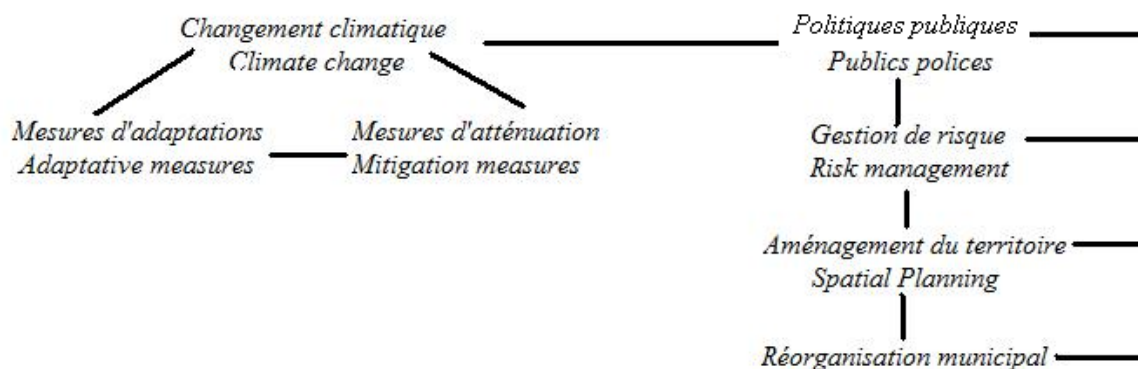 Changement climatique
Climate change
Politiques publiques
Publics polices
Mesures d'adaptations
Adaptative measures
Mesures d'atténuation
Mitigation measures
Gestion de risque
Risk management
Aménagement du territoire
Spatial Planning
Réorganisation municipal